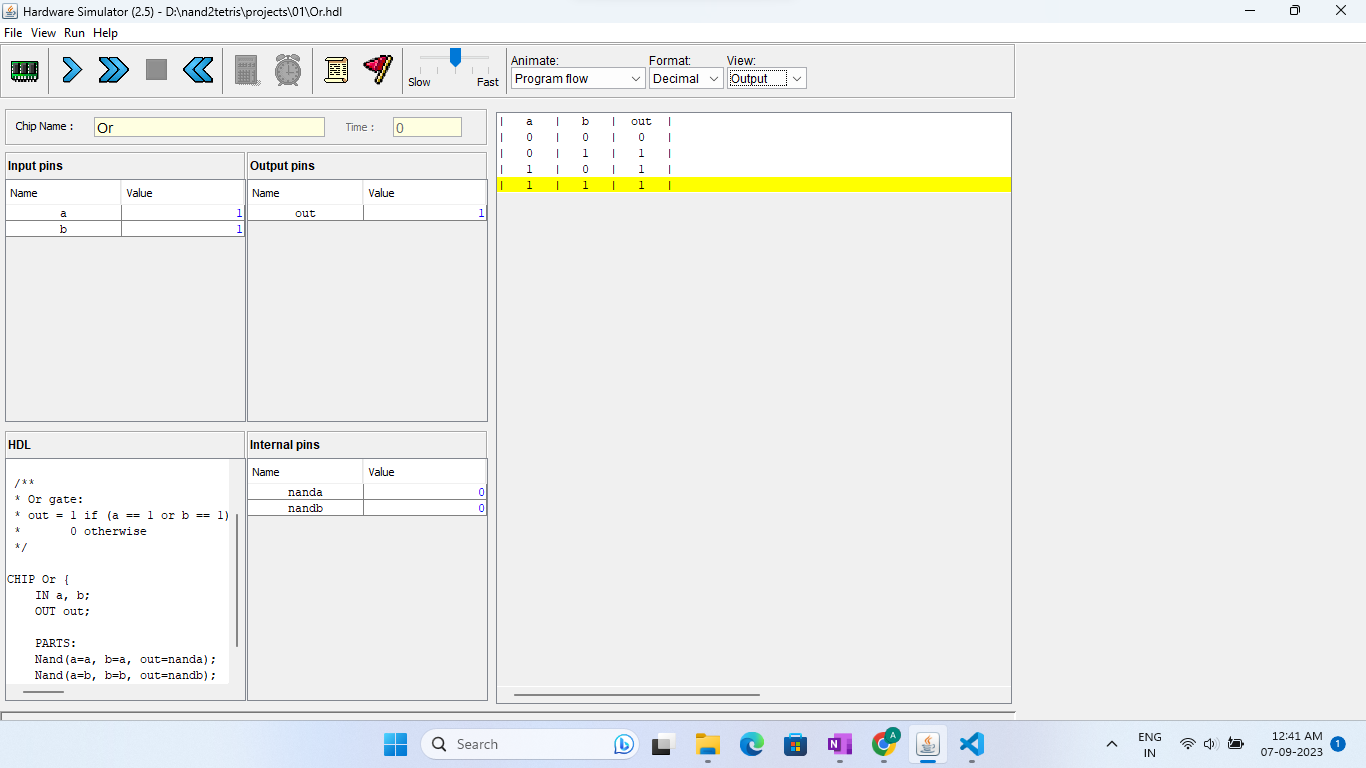 Hardware Simulator (2.5) - D:\nand2tetris\projects\01\Or.hdl
File View Run Help
Slow Fast
Animate: Format: View:
Program flow Decimal Output
Chip Name : Or Time : 0
Input pins
Name Value
a 1
b 1
Output pins
Name Value
out 1
HDL
/**
* Or gate:
* out = 1 if (a == 1 or b == 1)
* 0 otherwise
*/
CHIP Or {
IN a, b;
OUT out;
PARTS:
Nand(a=a, b=a, out=nanda);
Nand(a=b, b=b, out=nandb);
Internal pins
Name Value
nanda 0
nandb 0
| a | b | out |
| 0 | 0 | 0 |
| 0 | 1 | 1 |
| 1 | 0 | 1 |
| 1 | 1 | 1 |
Search
N
A
ENG
IN
12:41 AM
07-09-2023
1